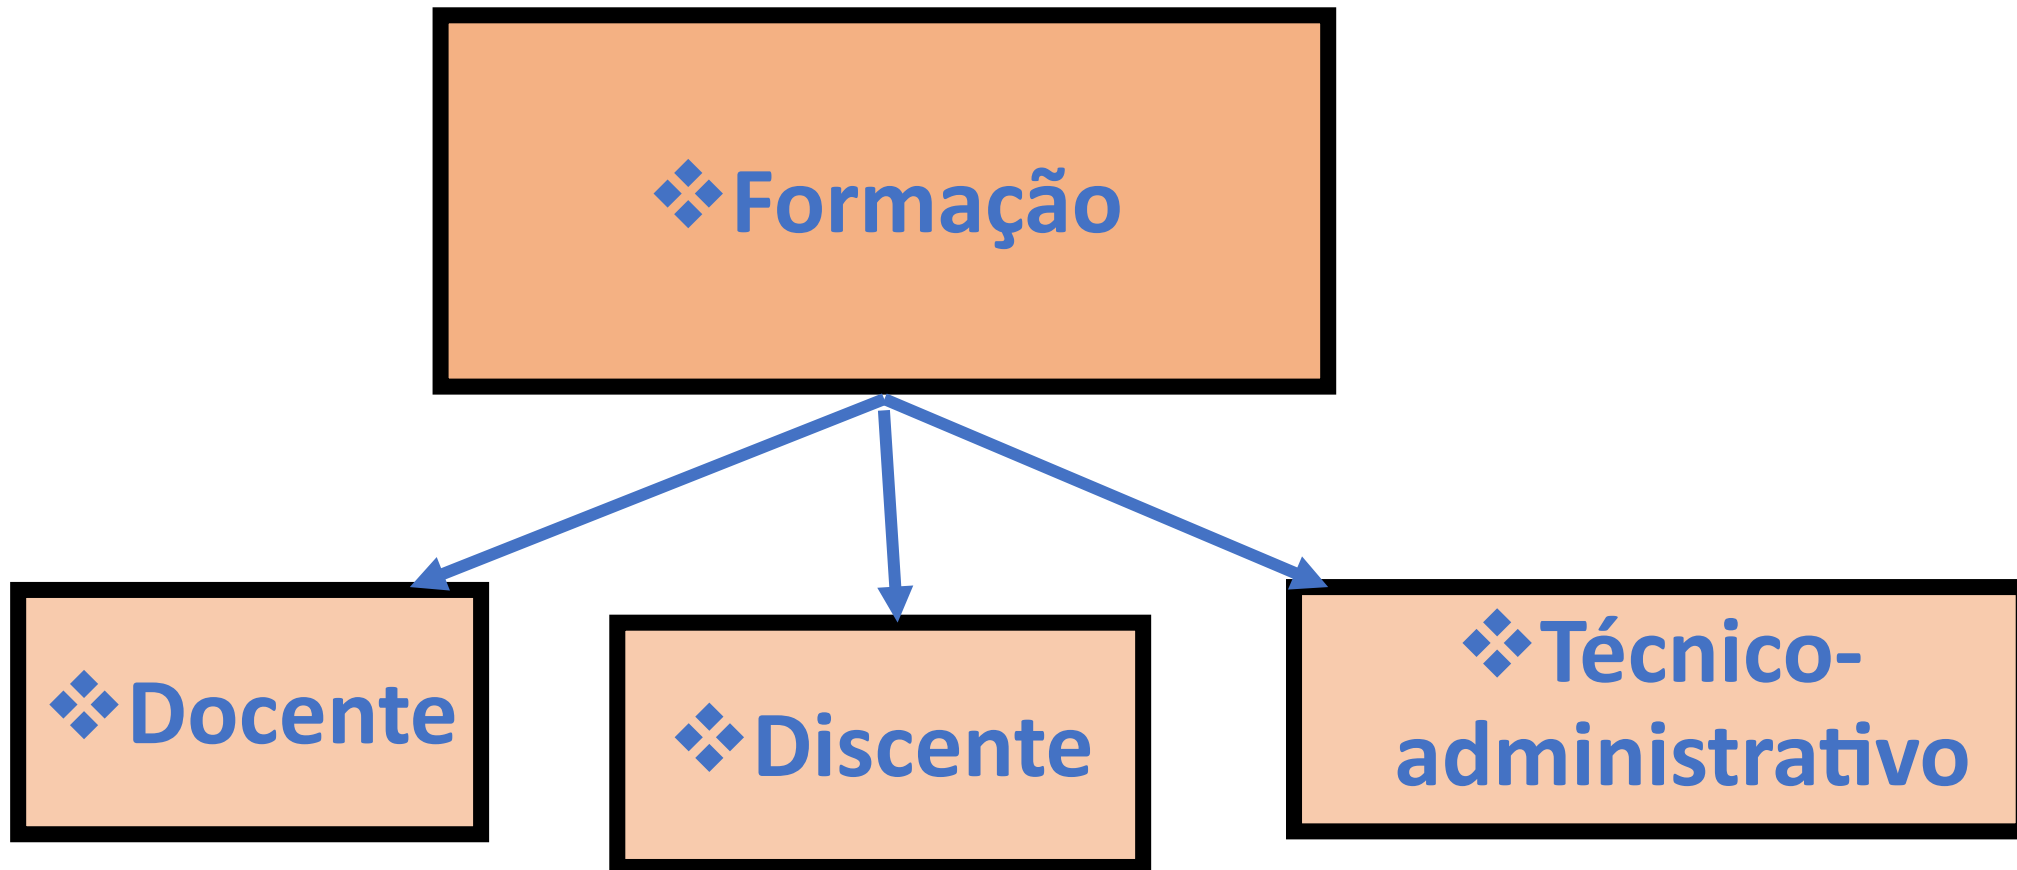 ❖Formação
❖Docente
❖Discente
❖Técnico-
administrativo